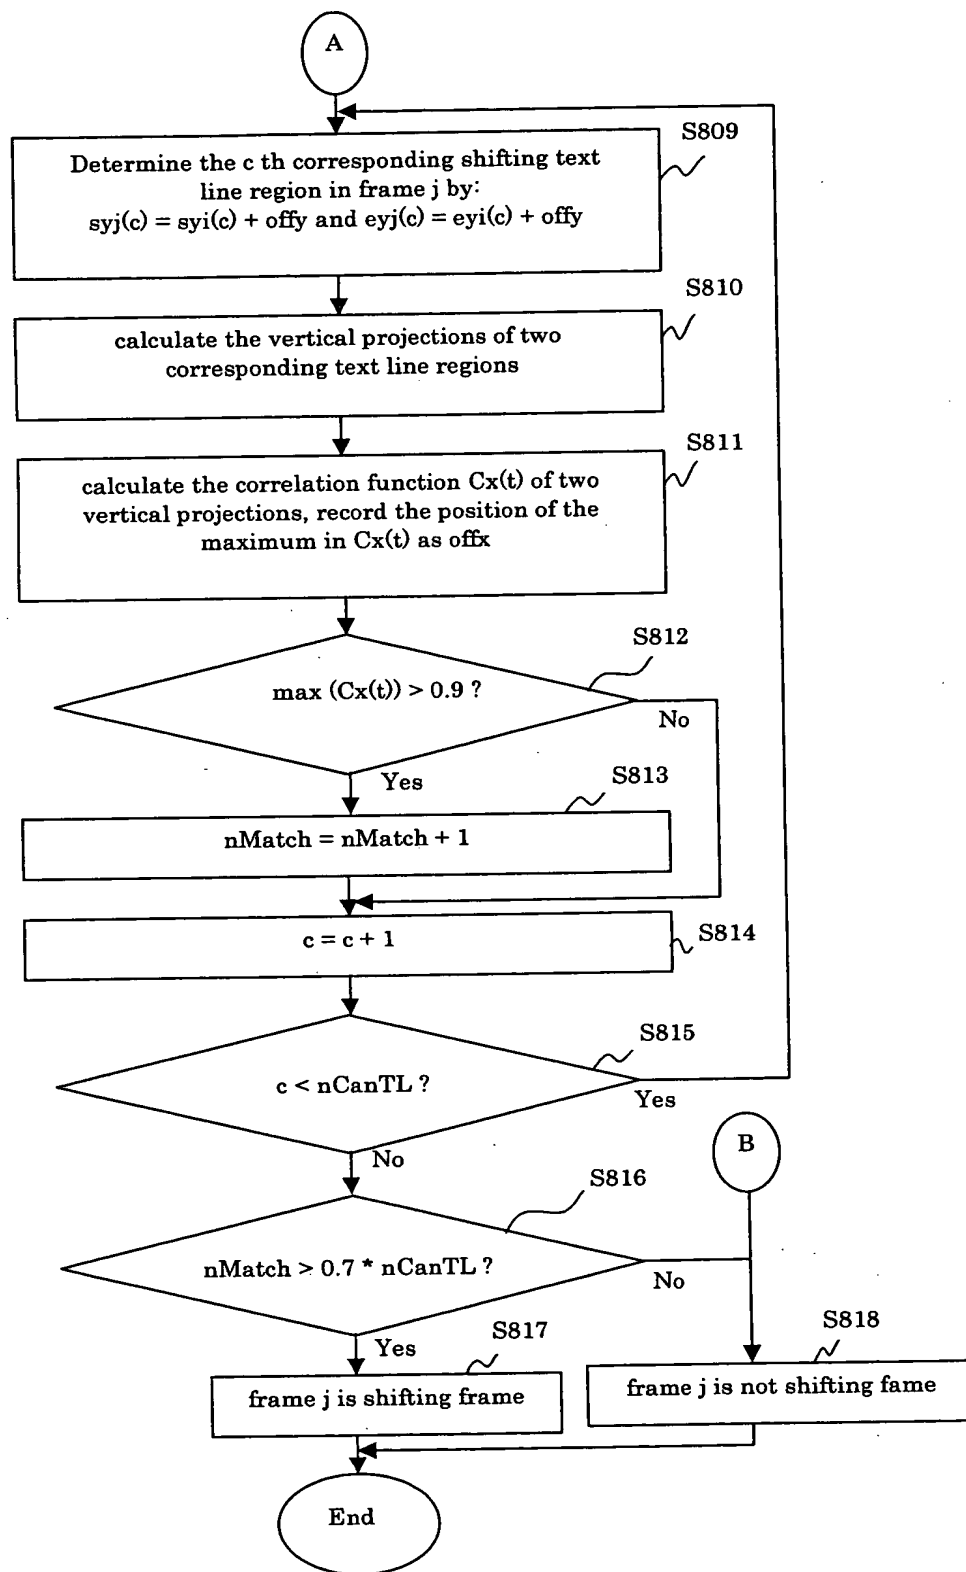 A
S809
Determine the c th corresponding shifting text
line region in frame j by:
syj(c) = syi(c) + offy and eyj(c) = eyi(c) + offy
S810
calculate the vertical projections of two
corresponding text line regions
S811
calculate the correlation function Cx(t) of two
vertical projections, record the position of the
maximum in Cx(t) as offx
S812
max (Cx(t)) > 0.9 ?
No
Yes
S813
nMatch = nMatch + 1
S814
c = c + 1
S815
c < nCanTL ?
Yes
No
B
S816
nMatch > 0.7 * nCanTL ?
No
Yes
S817
S818
frame j is shifting frame
frame j is not shifting fame
End